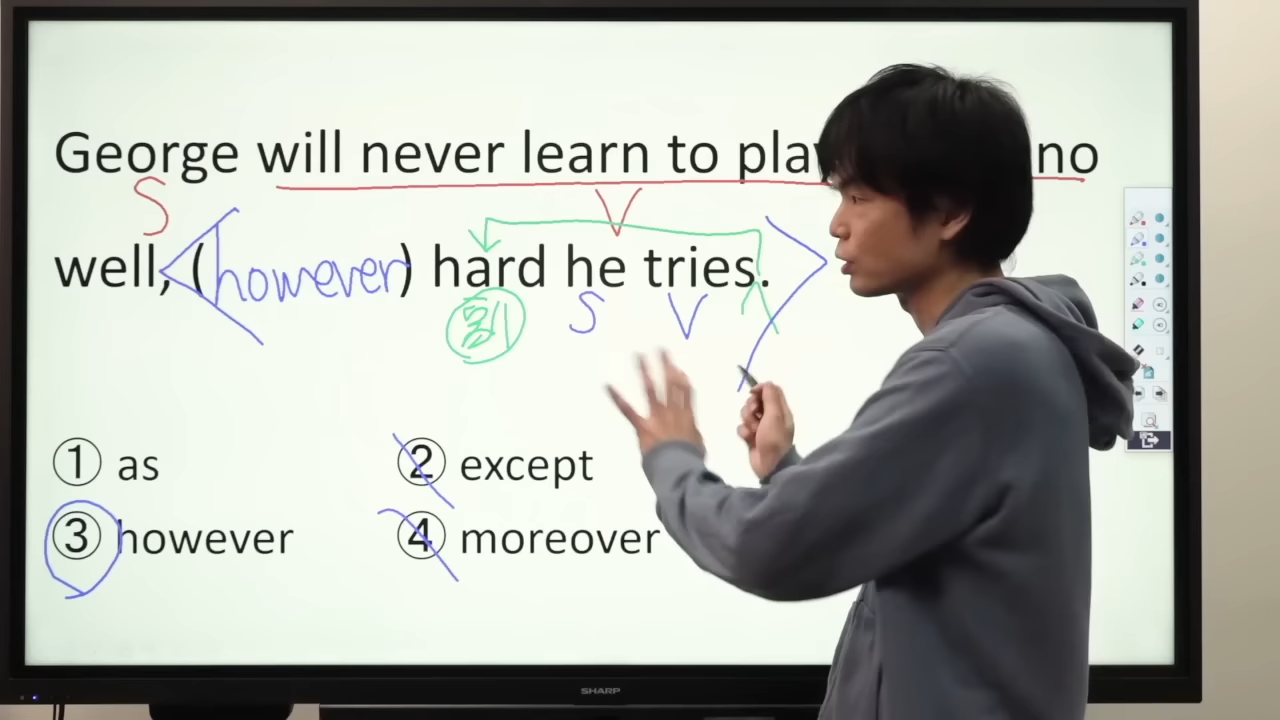 George will never learn to play no
S V
well, (however) hard he tries.
副 S V
① as ② except
③ however ④ moreover
SHARP